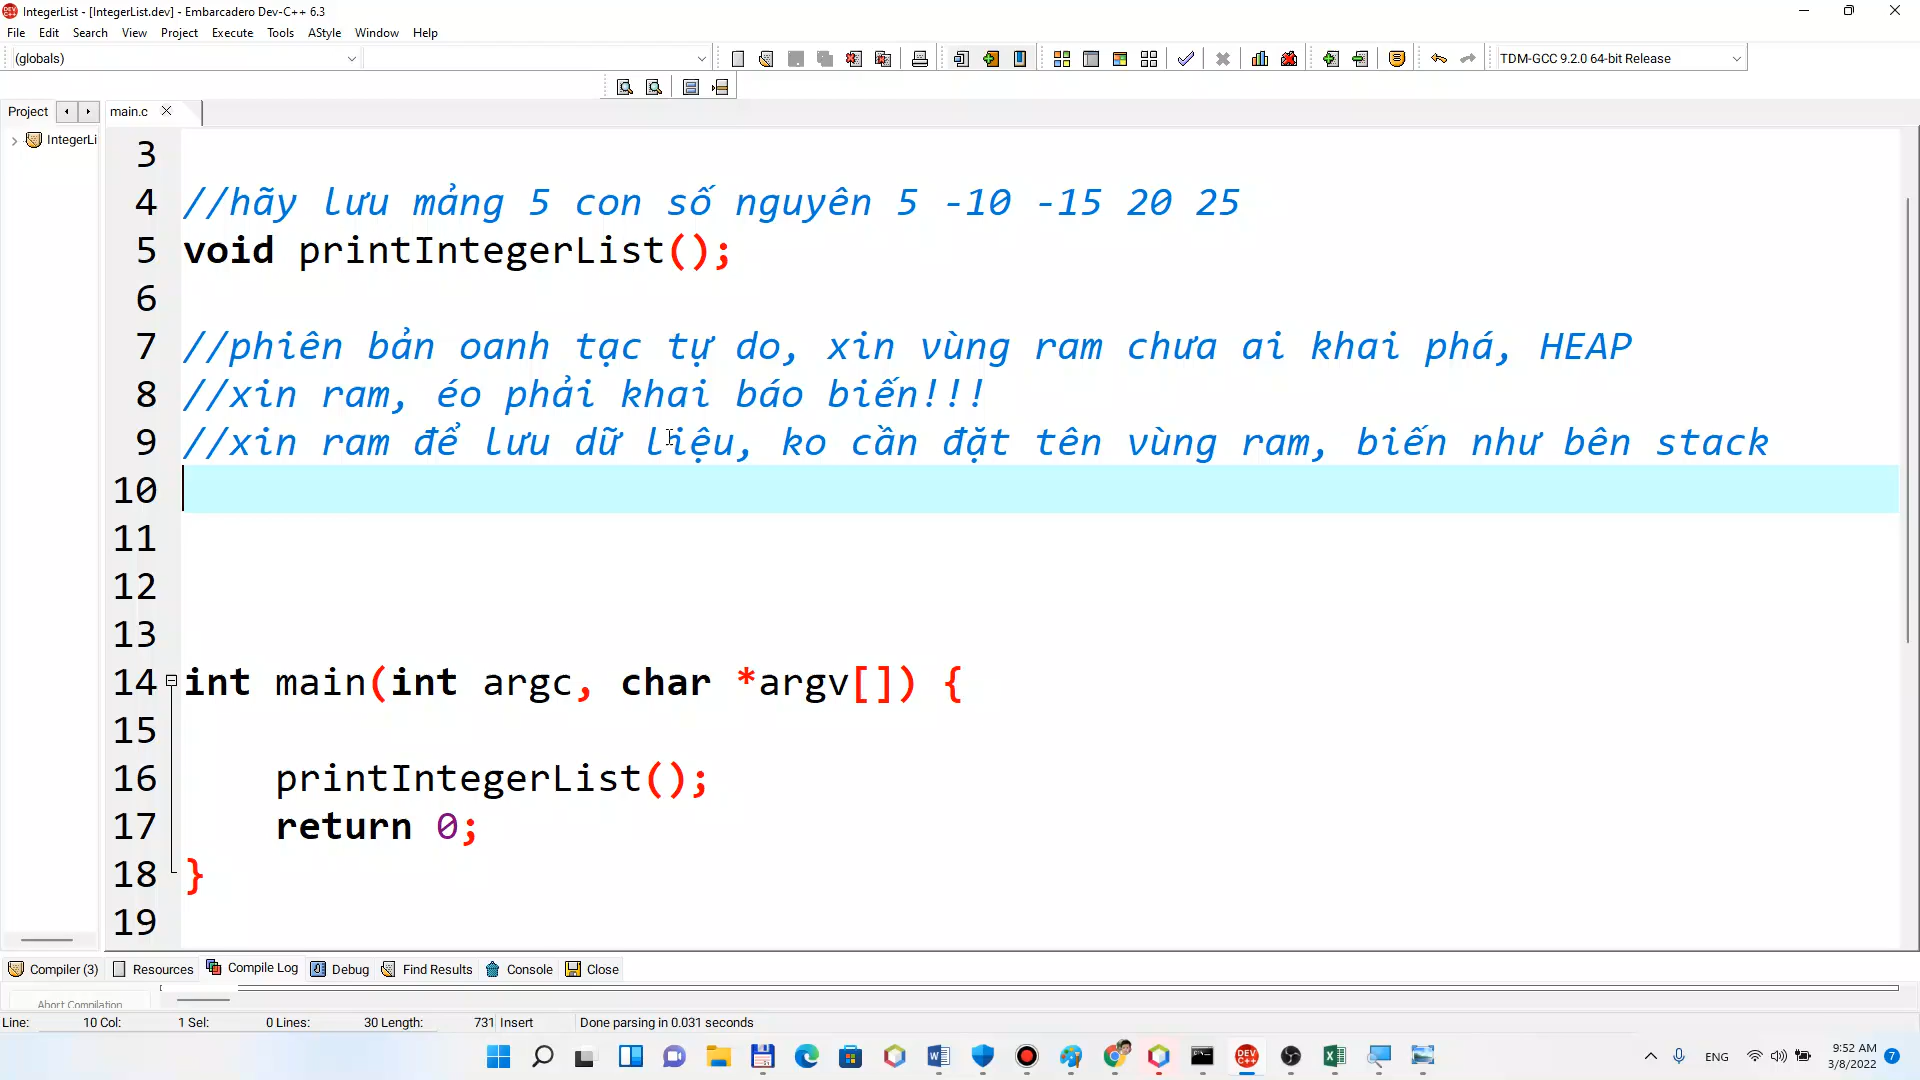 IntegerList - [IntegerList.dev] - Embarcadero Dev-C++ 6.3
File Edit Search View Project Execute Tools AStyle Window Help
(globals)
TDM-GCC 9.2.0 64-bit Release
Project
main.c
IntegerLi
3
4 //hãy lưu mảng 5 con số nguyên 5 -10 -15 20 25
5 void printIntegerList();
6
7 //phiên bản oanh tạc tự do, xin vùng ram chưa ai khai phá, HEAP
8 //xin ram, éo phải khai báo biến!!!
9 //xin ram để lưu dữ liệu, ko cần đặt tên vùng ram, biến như bên stack
10
11
12
13
14 int main(int argc, char *argv[]) {
15
16 printIntegerList();
17 return 0;
18 }
19
Compiler (3) Resources Compile Log Debug Find Results Console Close
Abort Compilation
Line: 10 Col: 1 Sel: 0 Lines: 30 Length: 731 Insert Done parsing in 0.031 seconds
ENG
9:52 AM
3/8/2022
7